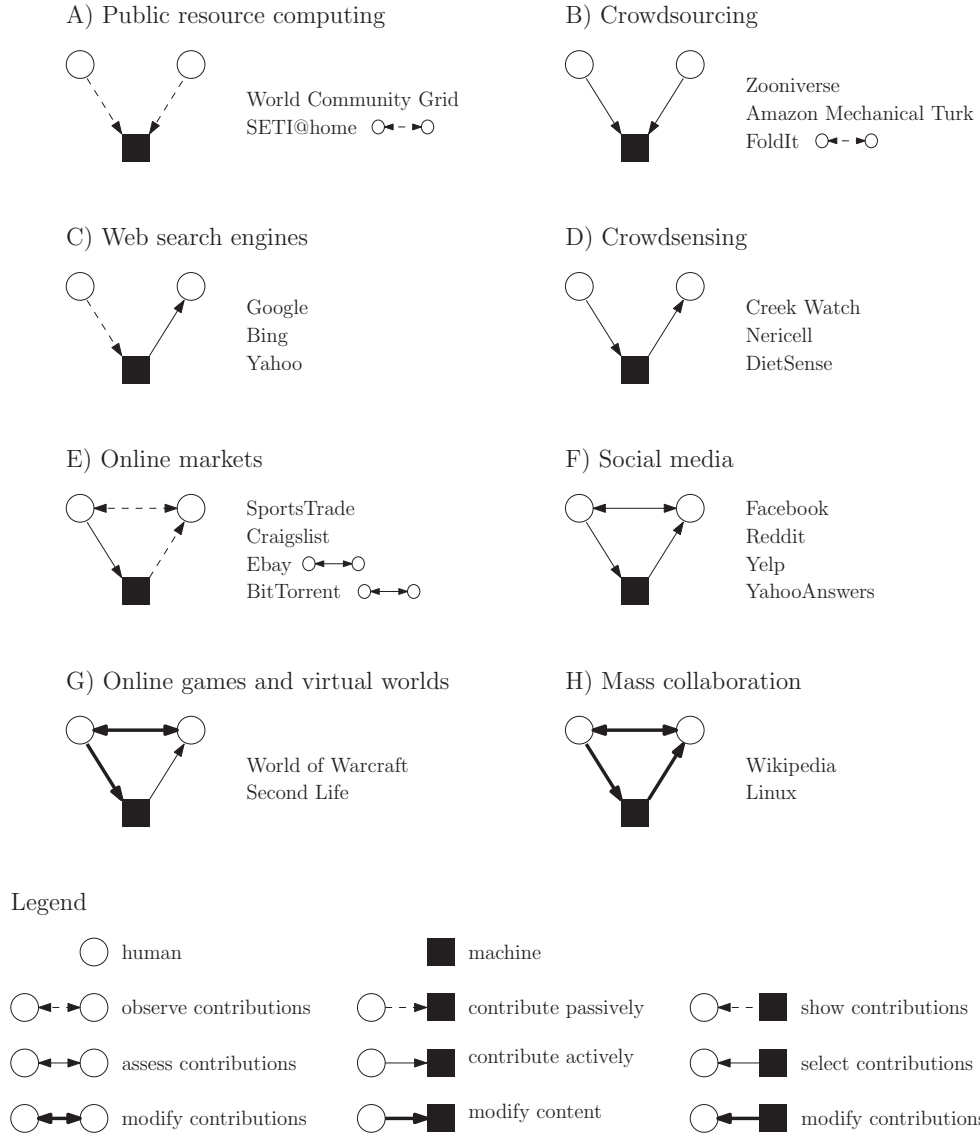 A) Public resource computing
World Community Grid
SETI@home
B) Crowdsourcing
Zooniverse
Amazon Mechanical Turk
FoldIt
C) Web search engines
Google
Bing
Yahoo
D) Crowdsensing
Creek Watch
Nericell
DietSense
E) Online markets
SportsTrade
Craigslist
Ebay
BitTorrent
F) Social media
Facebook
Reddit
Yelp
YahooAnswers
G) Online games and virtual worlds
World of Warcraft
Second Life
H) Mass collaboration
Wikipedia
Linux
Legend
human
machine
observe contributions
contribute passively
show contributions
assess contributions
contribute actively
select contributions
modify contributions
modify content
modify contributions